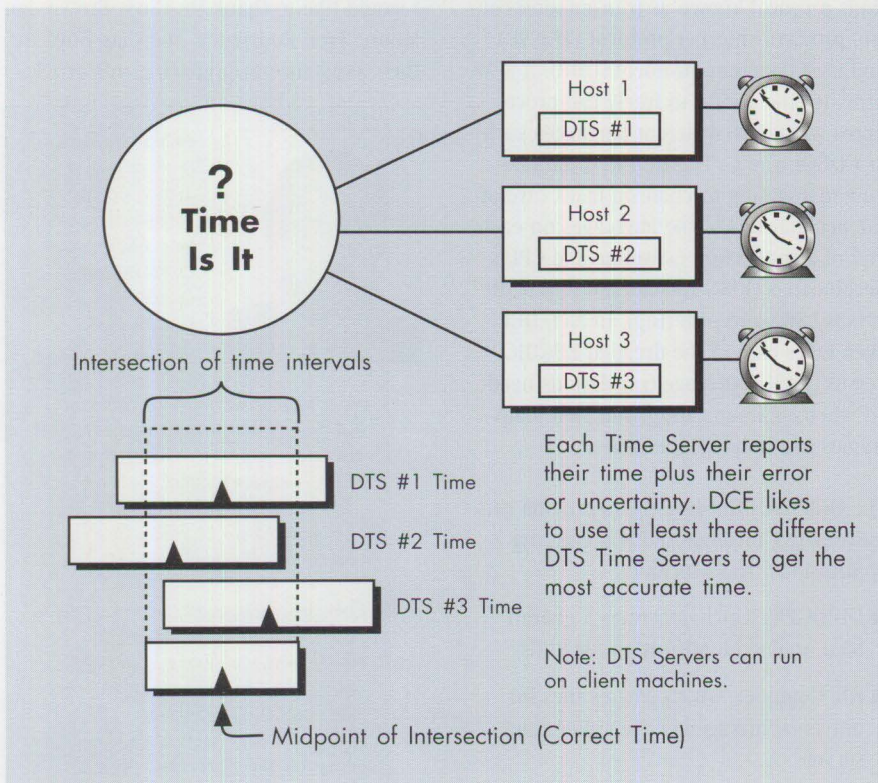 Host 1
DTS #1
?
Time
Is It
Host 2
DTS #2
Host 3
DTS #3
Intersection of time intervals
DTS #1 Time
DTS #2 Time
DTS #3 Time
Midpoint of Intersection (Correct Time)
Each Time Server reports
their time plus their error
or uncertainty. DCE likes
to use at least three different
DTS Time Servers to get the
most accurate time.
Note: DTS Servers can run
on client machines.